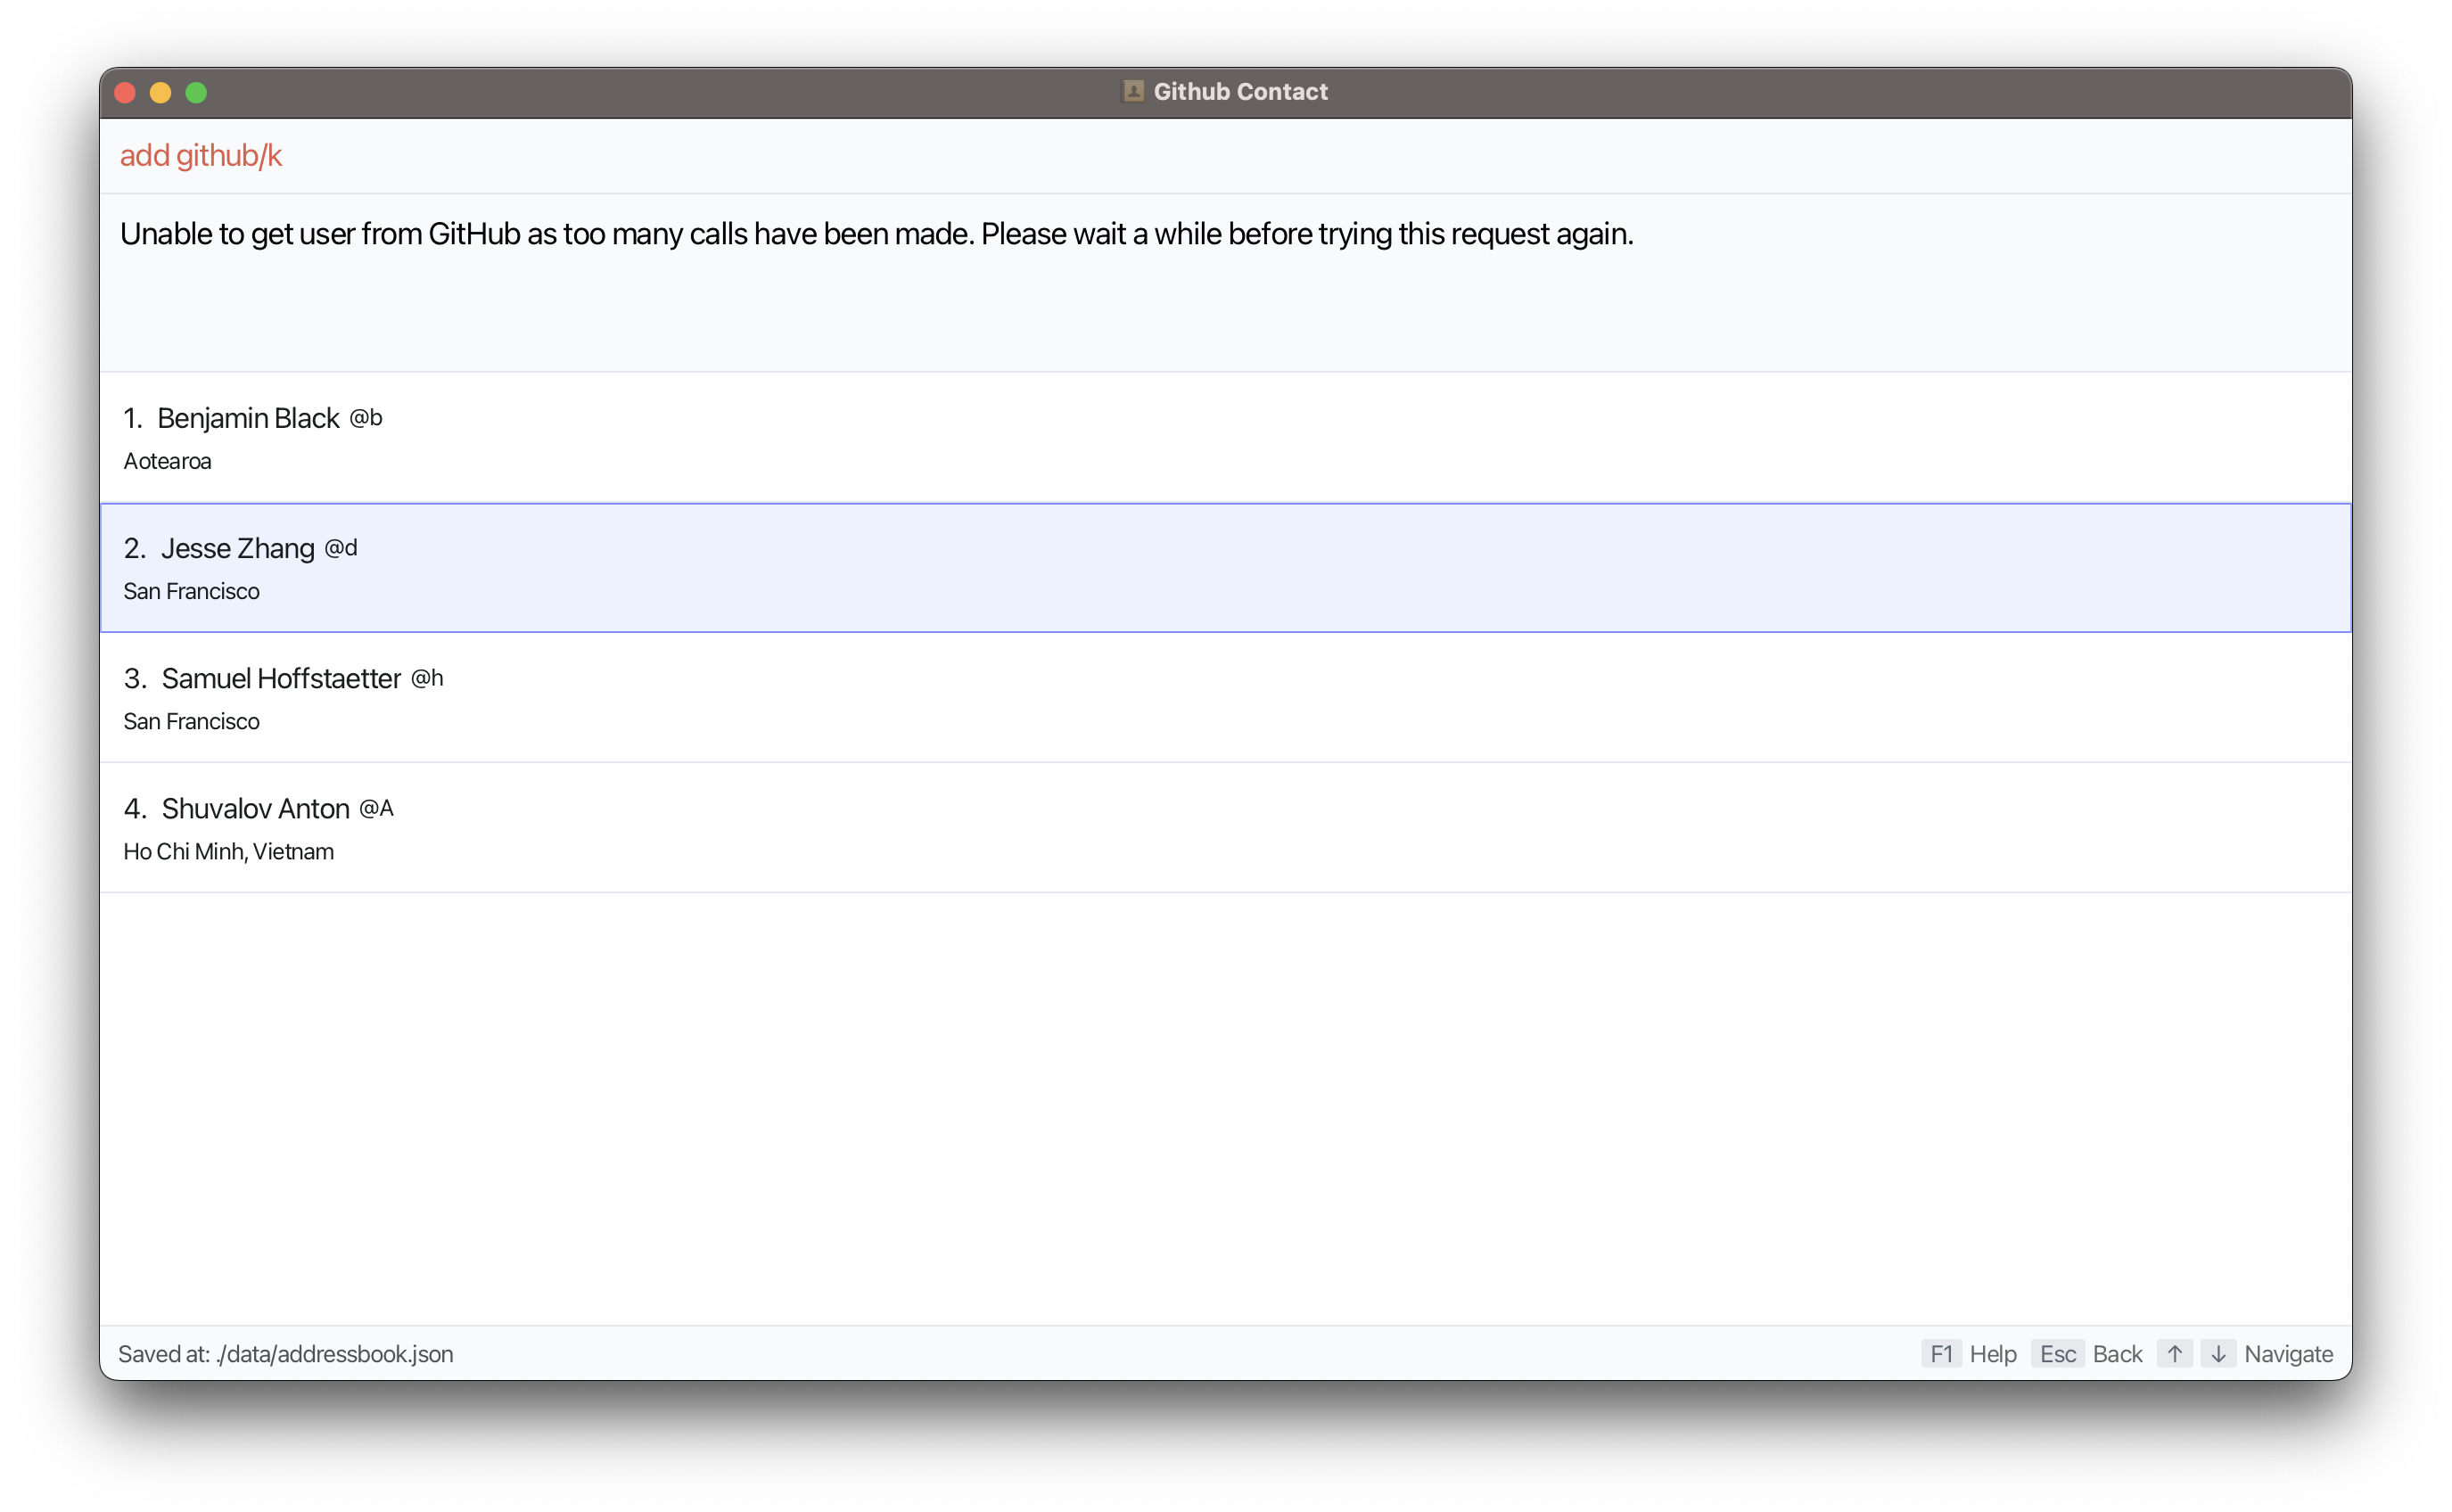 Github Contact
add github/k
Unable to get user from GitHub as too many calls have been made. Please wait a while before trying this request again.
1. Benjamin Black @b
Aotearoa
2. Jesse Zhang @d
San Francisco
3. Samuel Hoffstaetter @h
San Francisco
4. Shuvalov Anton @A
Ho Chi Minh, Vietnam
Saved at: ./data/addressbook.json F1 Help Esc Back ↑ ↓ Navigate